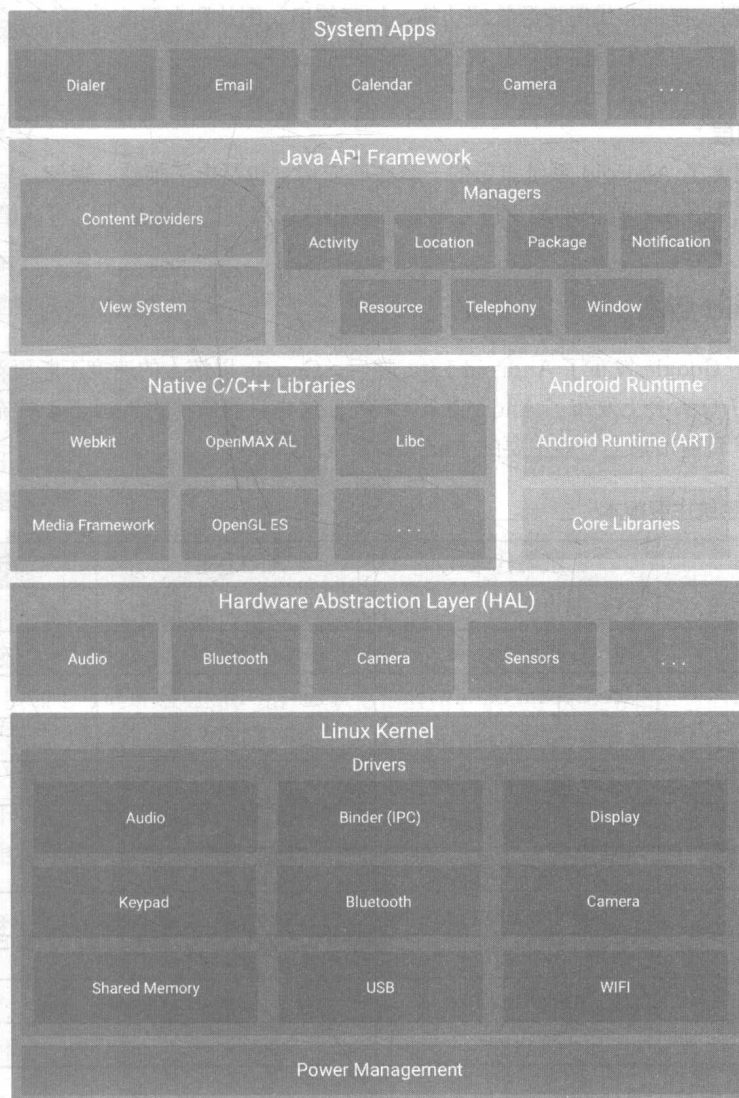 System Apps
Dialer Email Calendar Camera . . .
Java API Framework
Content Providers
View System
Managers
Activity Location Package Notification
Resource Telephony Window
Native C/C++ Libraries
Webkit OpenMAX AL Libc
Media Framework OpenGL ES . . .
Android Runtime
Android Runtime (ART)
Core Libraries
Hardware Abstraction Layer (HAL)
Audio Bluctooth Camera Sensors . . .
Linux Kernel
Drivers
Audio Binder (IPC) Display
Keypad Bluetooth Camera
Shared Memory USB WIFI
Power Management